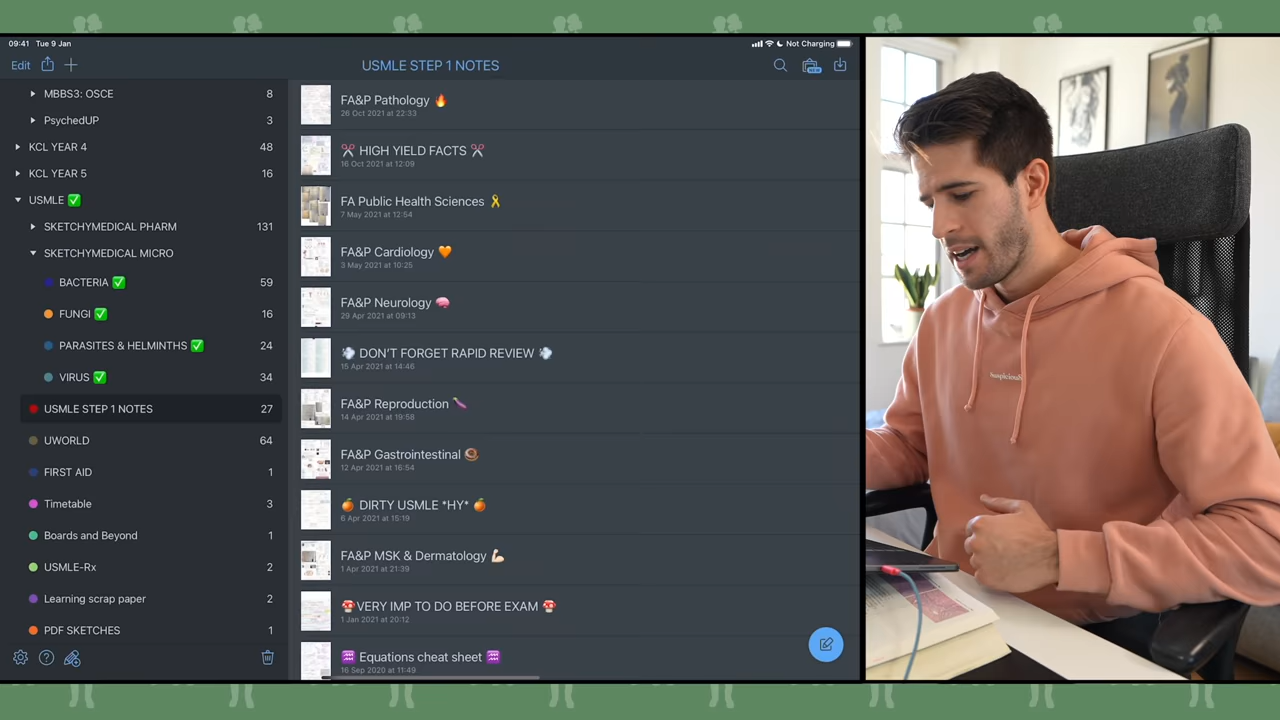 09:41 Tue 9 Jan
Not Charging
Edit
USMLE STEP 1 NOTES
NEW
MBBS3: OSCE 8
PsychedUP 3
KCL YEAR 4 48
KCL YEAR 5 16
USMLE ✅
SKETCHYMEDICAL PHARM 131
SKETCHYMEDICAL MICRO
BACTERIA ✅ 59
FUNGI ✅ 16
PARASITES & HELMINTHS ✅ 24
VIRUS ✅ 34
USMLE STEP 1 NOTES 27
UWORLD 64
FIRST AID 1
Timetable 3
Boards and Beyond 1
USMLE-Rx 2
Learning scrap paper 2
PDF SKETCHES 1
FA&P Pathology 🔥
26 Oct 2021 at 22:33
✂️ HIGH YIELD FACTS ✂️
16 Oct 2021 at 12:09
FA Public Health Sciences 🎗️
7 May 2021 at 12:54
FA&P Cardiology 🧡
3 May 2021 at 10:25
FA&P Neurology 🧠
29 Apr 2021 at 09:13
💨 DON'T FORGET RAPID REVIEW 💨
15 Apr 2021 at 14:46
FA&P Reproduction 🍆
14 Apr 2021 at 19:58
FA&P Gastrointestinal 🍩
12 Apr 2021 at 16:54
🍊 DIRTY USMLE *HY* 🍊
6 Apr 2021 at 15:19
FA&P MSK & Dermatology 💪🏻
1 Apr 2021 at 21:39
☎️VERY IMP TO DO BEFORE EXAM ☎️
1 Jan 2021 at 20:12
♒ Equations cheat sheet ♒
16 Sep 2020 at 11:49